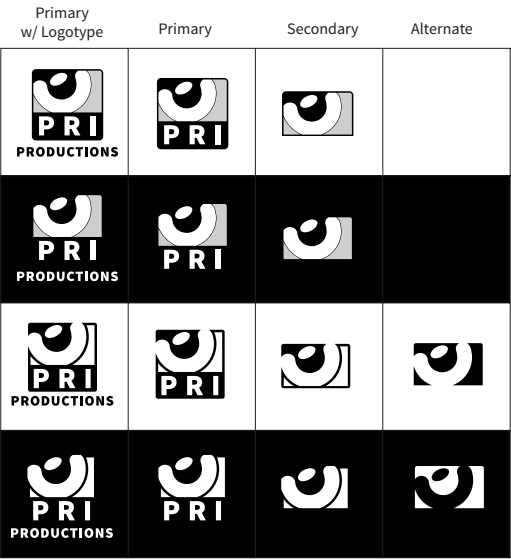 Primary
w/ Logotype
Primary
Secondary
Alternate
PRI
PRODUCTIONS
PRI
PRI
PRODUCTIONS
PRI
PRI
PRODUCTIONS
PRI
PRI
PRODUCTIONS
PRI